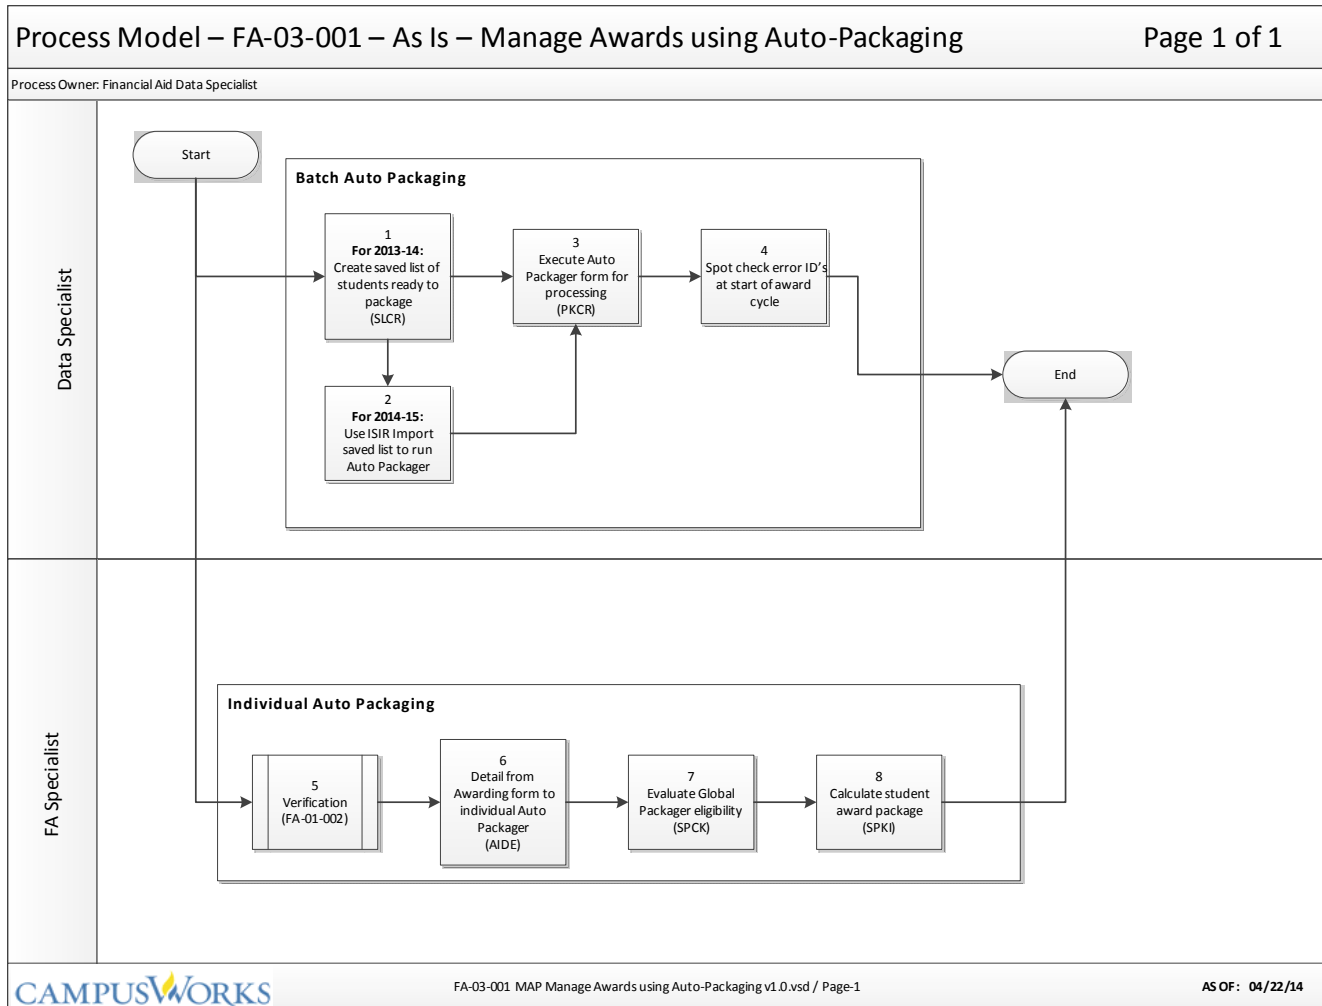 Process Model – FA-03-001 – As Is – Manage Awards using Auto-Packaging
Page 1 of 1
Process Owner: Financial Aid Data Specialist
Data Specialist
Start
Batch Auto Packaging
1
For 2013-14:
Create saved list of
students ready to
package
(SLCR)
3
Execute Auto
Packager form for
processing
(PKCR)
4
Spot check error ID's
at start of award
cycle
2
For 2014-15:
Use ISIR Import
saved list to run
Auto Packager
End
FA Specialist
Individual Auto Packaging
5
Verification
(FA-01-002)
6
Detail from
Awarding form to
individual Auto
Packager
(AIDE)
7
Evaluate Global
Packager eligibility
(SPCK)
8
Calculate student
award package
(SPKI)
CAMPUSWORKS
FA-03-001 MAP Manage Awards using Auto-Packaging v1.0.vsd / Page-1
AS OF: 04/22/14